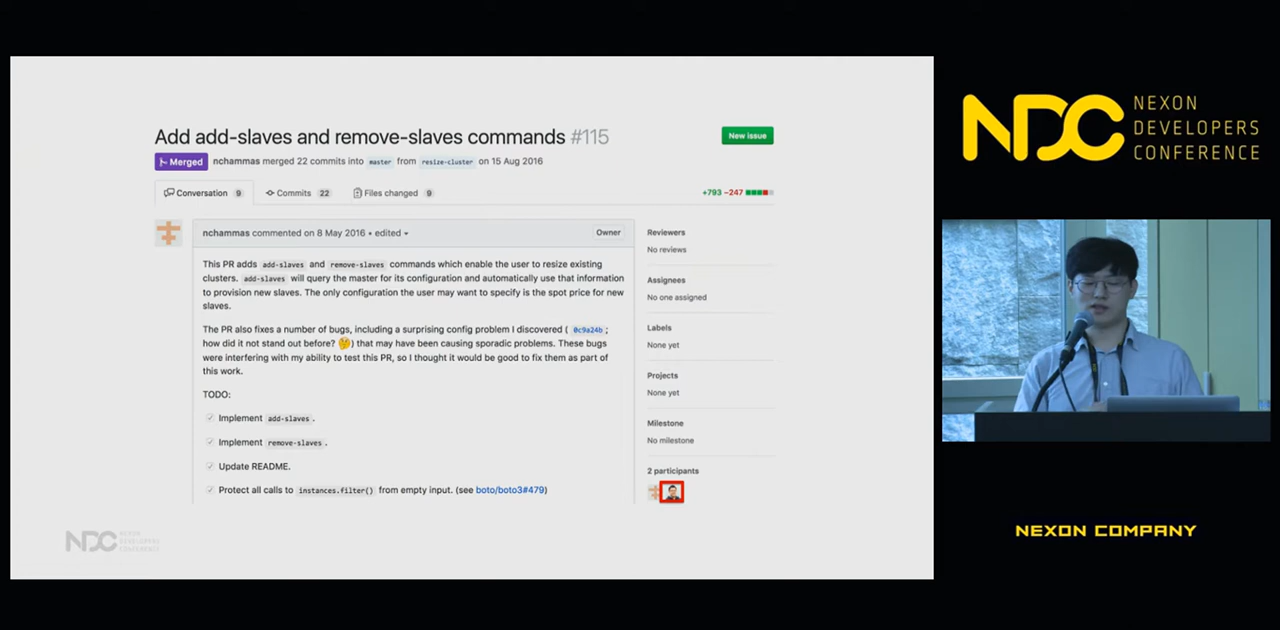 Add add-slaves and remove-slaves commands #115
New issue
Merged
nchammas merged 22 commits into master from resize-cluster on 15 Aug 2016
Conversation 9
Commits 22
Files changed 9
+793 −247
nchammas commented on 8 May 2016 • edited
Owner
This PR adds add-slaves and remove-slaves commands which enable the user to resize existing
clusters. add-slaves will query the master for its configuration and automatically use that information
to provision new slaves. The only configuration the user may want to specify is the spot price for new
slaves.
The PR also fixes a number of bugs, including a surprising config problem I discovered ( 0c9a24b ;
how did it not stand out before? 🤔) that may have been causing sporadic problems. These bugs
were interfering with my ability to test this PR, so I thought it would be good to fix them as part of
this work.
TODO:
Implement add-slaves .
Implement remove-slaves .
Update README.
Protect all calls to instances.filter() from empty input. (see boto/boto3#479)
Reviewers
No reviews
Assignees
No one assigned
Labels
None yet
Projects
None yet
Milestone
No milestone
2 participants
NDC
NEXON
DEVELOPERS
CONFERENCE
NDC
NEXON
DEVELOPERS
CONFERENCE
NEXON COMPANY